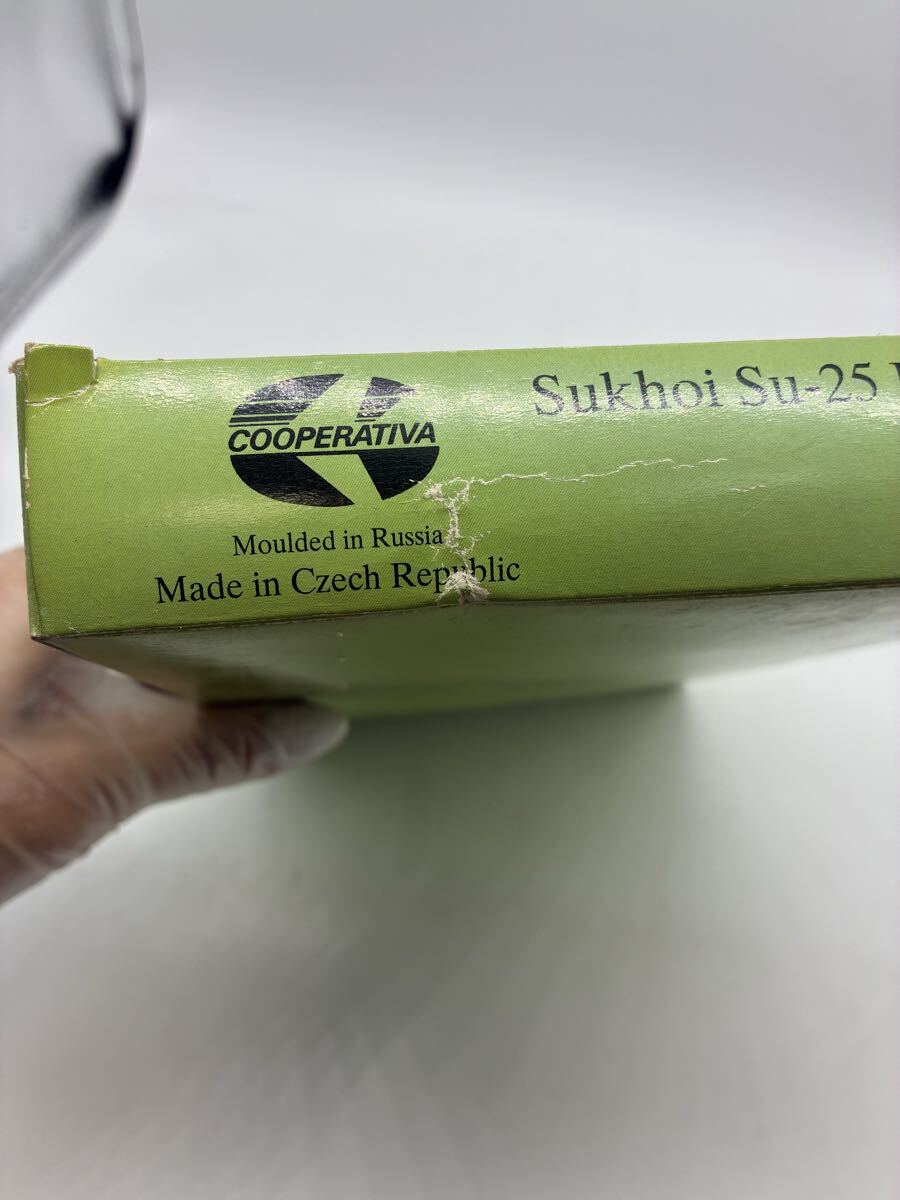 COOPERATIVA
Sukhoi Su-25
Moulded in Russia
Made in Czech Republic